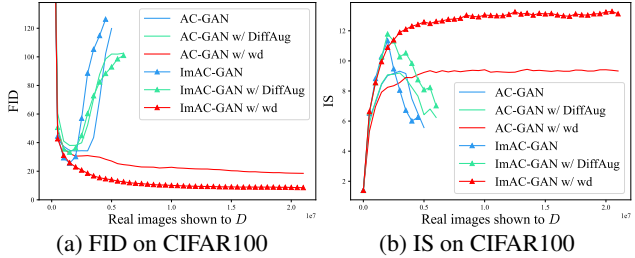 140
120
100
80
60
40
20
0
FID
AC-GAN
AC-GAN w/ DiffAug
AC-GAN w/ wd
ImAC-GAN
ImAC-GAN w/ DiffAug
ImAC-GAN w/ wd
0.0 0.5 1.0 1.5 2.0
1e7
Real images shown to D
(a) FID on CIFAR100
12
10
8
6
4
2
IS
AC-GAN
AC-GAN w/ DiffAug
AC-GAN w/ wd
ImAC-GAN
ImAC-GAN w/ DiffAug
ImAC-GAN w/ wd
0.0 0.5 1.0 1.5 2.0
1e7
Real images shown to D
(b) IS on CIFAR100